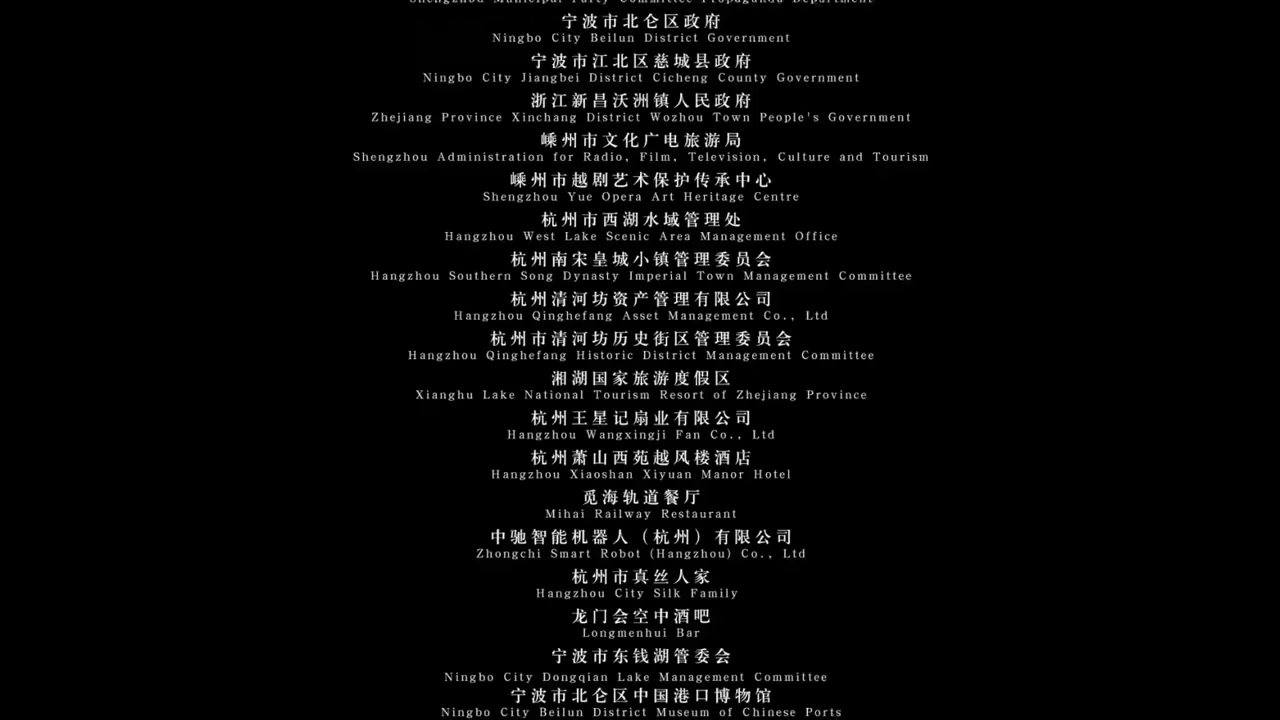 Shengzhou Municipal Party Committee Propaganda Department
宁波市北仑区政府
Ningbo City Beilun District Government
宁波市江北区慈城县政府
Ningbo City Jiangbei District Cicheng County Government
浙江新昌沃洲镇人民政府
Zhejiang Province Xinchang District Wozhou Town People's Government
嵊州市文化广电旅游局
Shengzhou Administration for Radio, Film, Television, Culture and Tourism
嵊州市越剧艺术保护传承中心
Shengzhou Yue Opera Art Heritage Centre
杭州市西湖水域管理处
Hangzhou West Lake Scenic Area Management Office
杭州南宋皇城小镇管理委员会
Hangzhou Southern Song Dynasty Imperial Town Management Committee
杭州清河坊资产管理有限公司
Hangzhou Qinghefang Asset Management Co., Ltd
杭州市清河坊历史街区管理委员会
Hangzhou Qinghefang Historic District Management Committee
湘湖国家旅游度假区
Xianghu Lake National Tourism Resort of Zhejiang Province
杭州王星记扇业有限公司
Hangzhou Wangxingji Fan Co., Ltd
杭州萧山西苑越风楼酒店
Hangzhou Xiaoshan Xiyuan Manor Hotel
觅海轨道餐厅
Mihai Railway Restaurant
中驰智能机器人（杭州）有限公司
Zhongchi Smart Robot (Hangzhou) Co., Ltd
杭州市真丝人家
Hangzhou City Silk Family
龙门会空中酒吧
Longmenhui Bar
宁波市东钱湖管委会
Ningbo City Dongqian Lake Management Committee
宁波市北仑区中国港口博物馆
Ningbo City Beilun District Museum of Chinese Ports